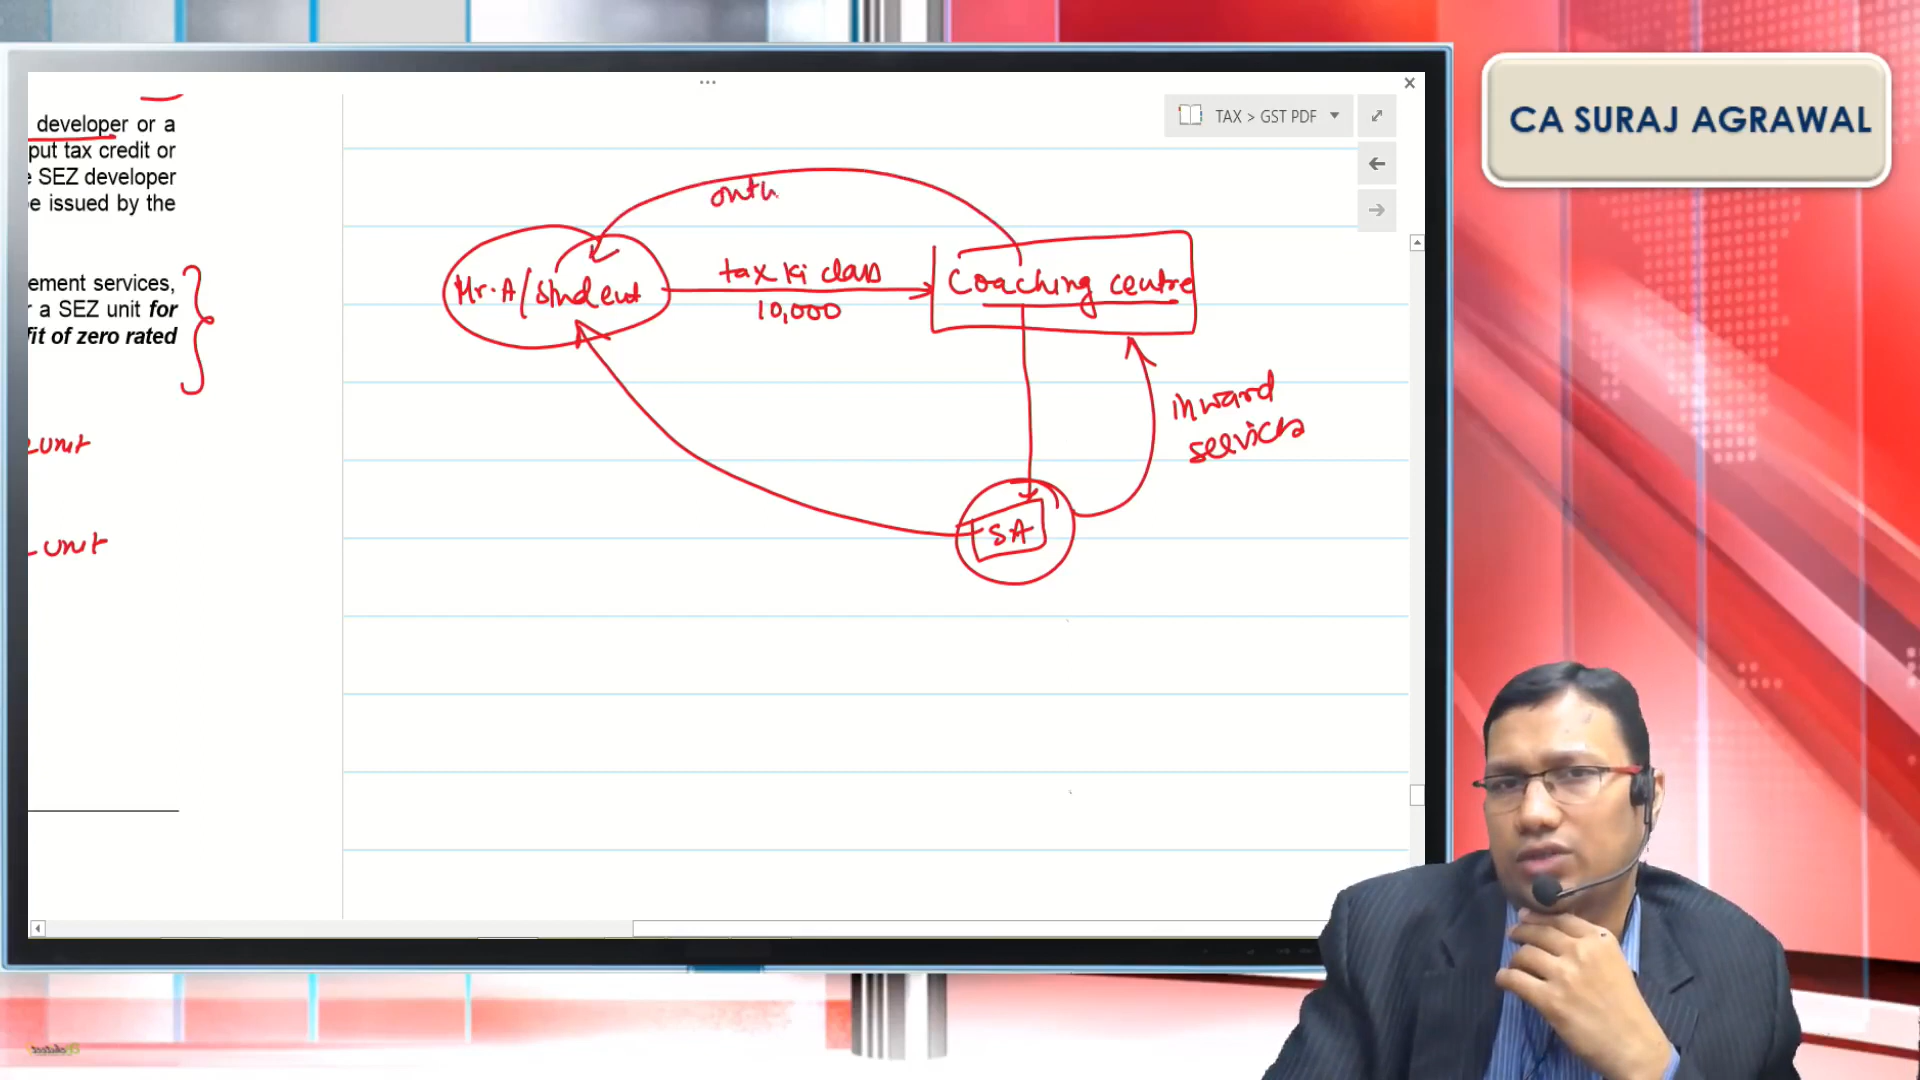 CA SURAJ AGRAWAL
TAX > GST PDF
developer or a
put tax credit or
e SEZ developer
be issued by the
ement services,
r a SEZ unit for
fit of zero rated
unit
unit
outw
Mr. A/Student
tax ki class
10,000
Coaching centre
inward
services
SA